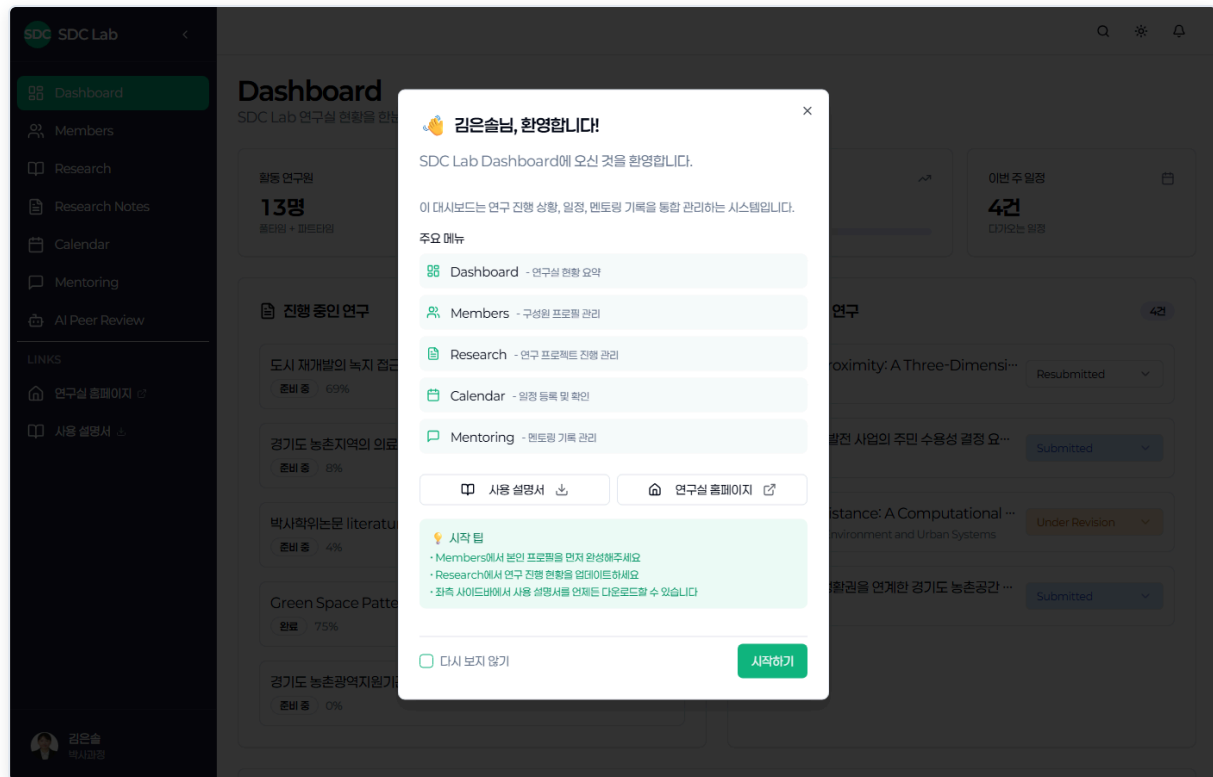 SDC SDC Lab
Dashboard
Members
Research
Research Notes
Calendar
Mentoring
AI Peer Review
LINKS
연구실 홈페이지
사용 설명서
김은솔
박사과정
Dashboard
SDC Lab 연구실 현황을
활동 연구원
13명
풀타임 + 파트타임
이번 주 일정
4건
다가오는 일정
진행 중인 연구
도시 재개발의 녹지
준비 중 69%
경기도 농촌지역의 의료
준비 중 8%
박사학위논문
준비 중 4%
Green Space
완료 75%
경기도
준비 중 0%
연구
4건
A Three-Dimensi…
Resubmitted
사업의 주민 수용성 결정 요…
Submitted
A Computational …
and Urban Systems
Under Revision
연계한 경기도 농촌공간 …
Submitted
👋 김은솔님, 환영합니다!
SDC Lab Dashboard에 오신 것을 환영합니다.
이 대시보드는 연구 진행 상황, 일정, 멘토링 기록을 통합 관리하는 시스템입니다.
주요 메뉴
Dashboard - 연구실 현황 요약
Members - 구성원 프로필 관리
Research - 연구 프로젝트 진행 관리
Calendar - 일정 등록 및 확인
Mentoring - 멘토링 기록 관리
사용 설명서
연구실 홈페이지
💡 시작 팁
• Members에서 본인 프로필을 먼저 완성해주세요
• Research에서 연구 진행 현황을 업데이트하세요
• 좌측 사이드바에서 사용 설명서를 언제든 다운로드할 수 있습니다
다시 보지 않기
시작하기